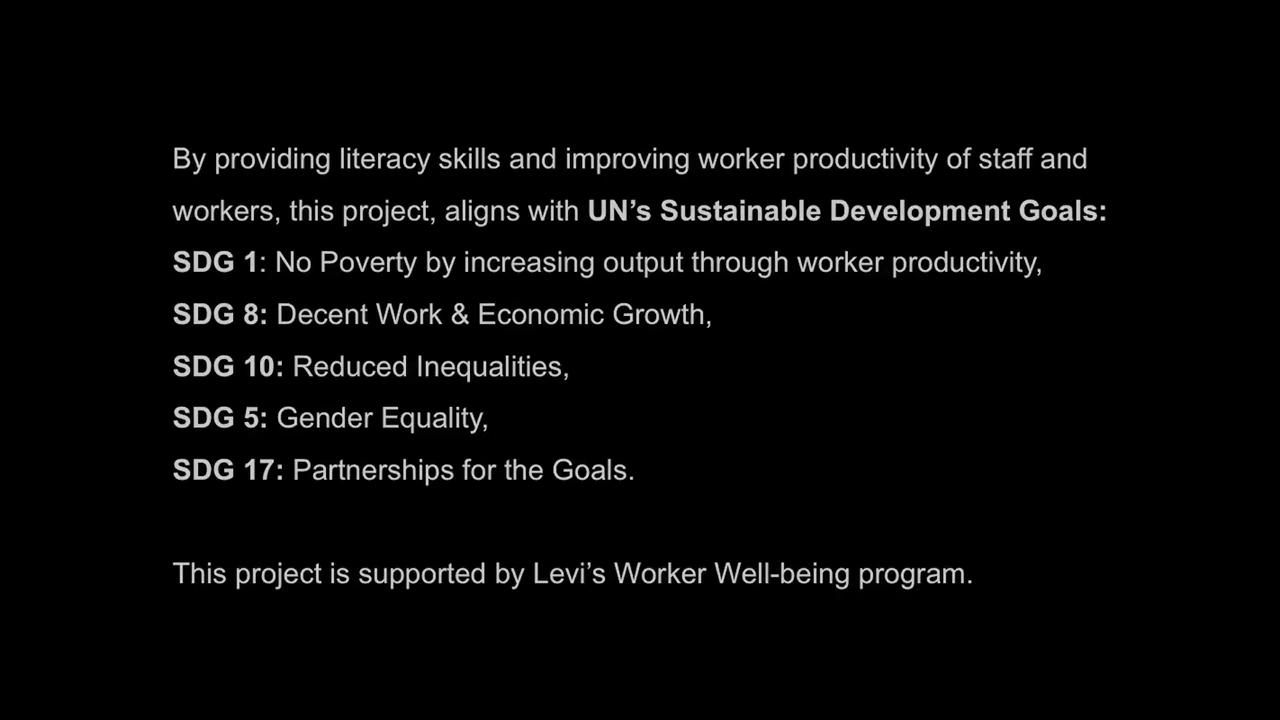 By providing literacy skills and improving worker productivity of staff and
workers, this project, aligns with UN’s Sustainable Development Goals:
SDG 1: No Poverty by increasing output through worker productivity,
SDG 8: Decent Work & Economic Growth,
SDG 10: Reduced Inequalities,
SDG 5: Gender Equality,
SDG 17: Partnerships for the Goals.
This project is supported by Levi’s Worker Well-being program.